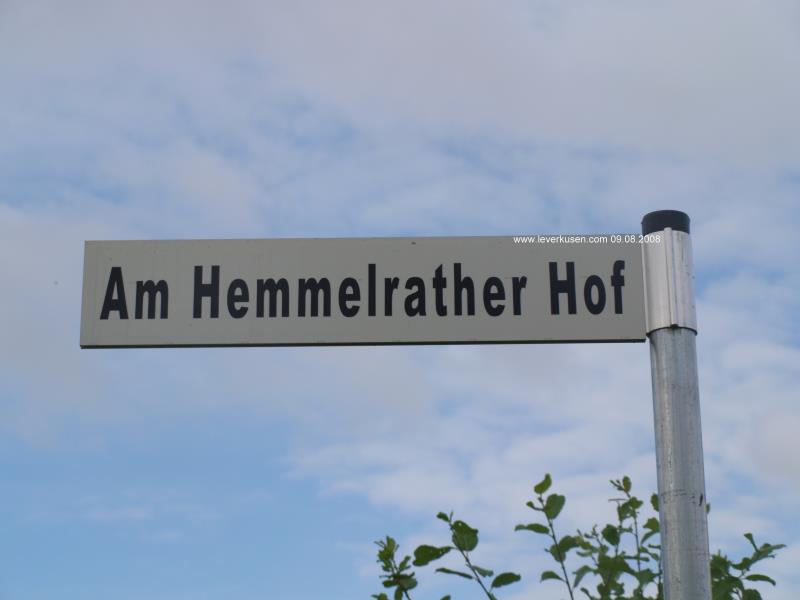 www.leverkusen.com 09.08.2008
Am Hemmelrather Hof